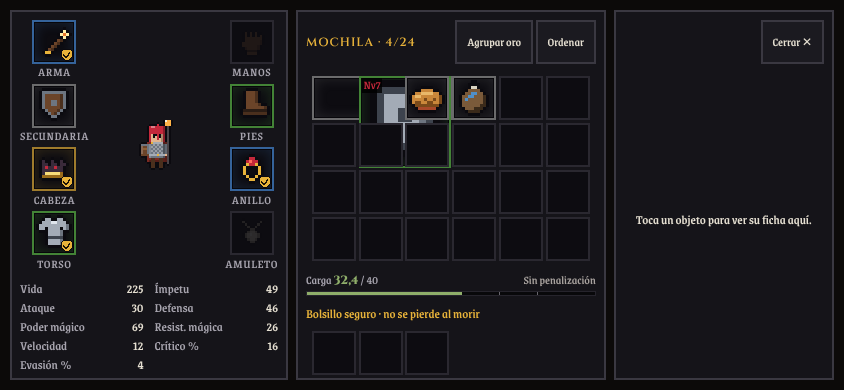 ARMA
MANOS
SECUNDARIA
PIES
CABEZA
ANILLO
TORSO
AMULETO
Vida 225 Ímpetu 49
Ataque 30 Defensa 46
Poder mágico 69 Resist. mágica 26
Velocidad 12 Crítico % 16
Evasión % 4
MOCHILA · 4/24
Agrupar oro
Ordenar
Nv7
Carga 32,4 / 40 Sin penalización
Bolsillo seguro · no se pierde al morir
Cerrar ✕
Toca un objeto para ver su ficha aquí.